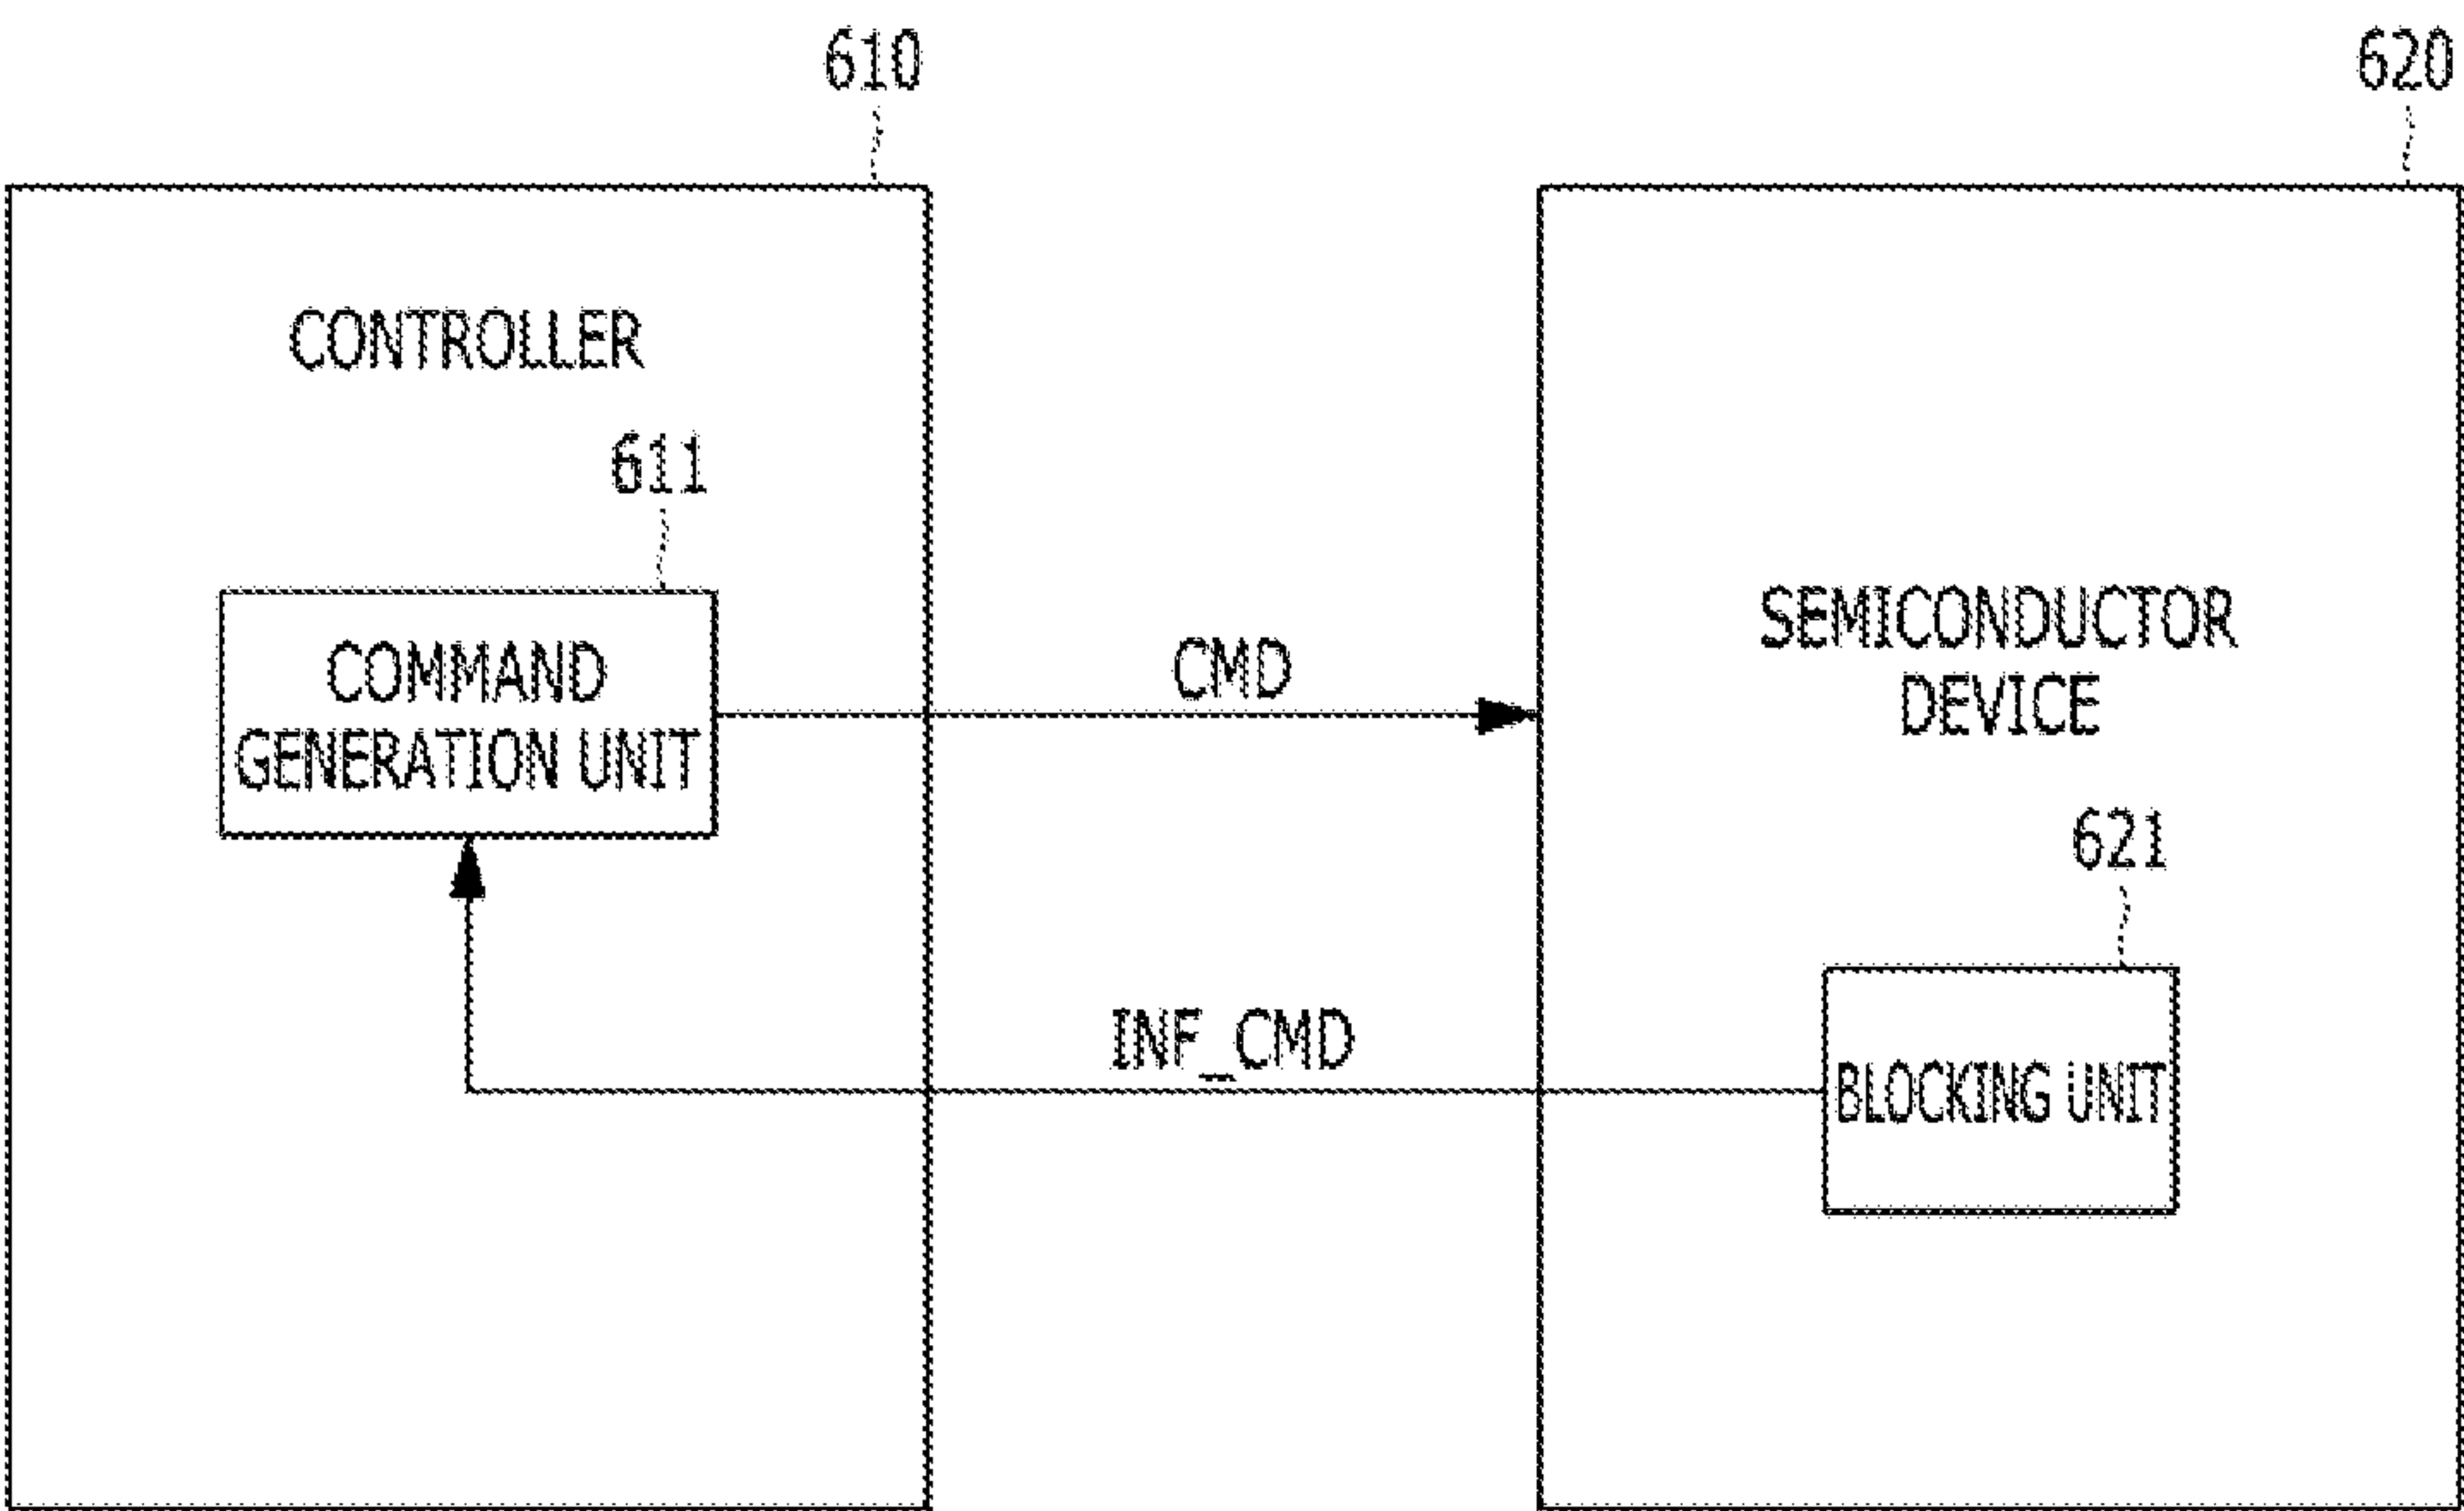 610
620
CONTROLLER
611
COMMAND
GENERATION UNIT
CMD
SEMICONDUCTOR
DEVICE
621
INF_CMD
BLOCKING UNIT